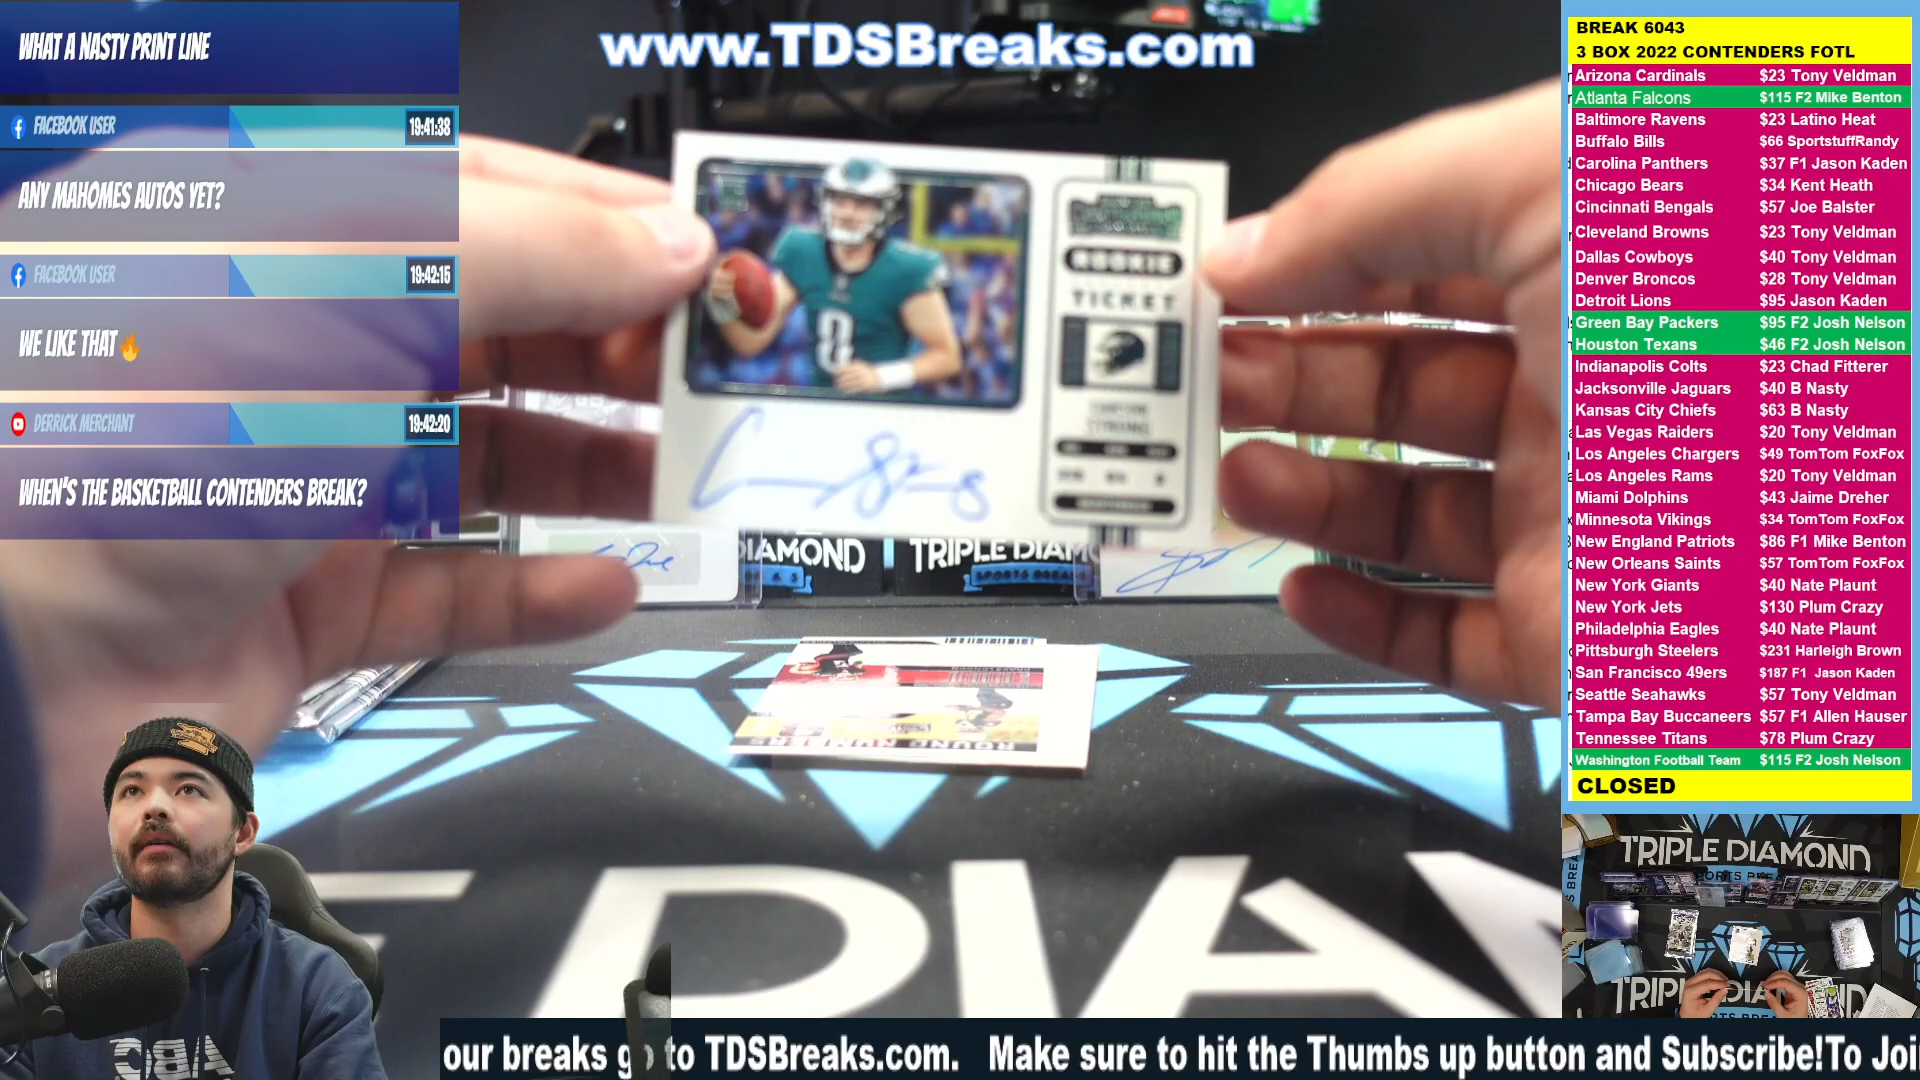 WHAT A NASTY PRINT LINE
FACEBOOK USER 19:41:38
ANY MAHOMES AUTOS YET?
FACEBOOK USER 19:42:15
WE LIKE THAT🔥
DERRICK MERCHANT 19:42:20
WHEN'S THE BASKETBALL CONTENDERS BREAK?
www.TDSBreaks.com
ROOKIE
TICKET
CARSON
STRONG
DIAMOND
TRIPLE DIAMON
SPORTS BREAK
ROUND NUMBERS
BREAK 6043
3 BOX 2022 CONTENDERS FOTL
Arizona Cardinals $23 Tony Veldman
Atlanta Falcons $115 F2 Mike Benton
Baltimore Ravens $23 Latino Heat
Buffalo Bills $66 SportstuffRandy
Carolina Panthers $37 F1 Jason Kaden
Chicago Bears $34 Kent Heath
Cincinnati Bengals $57 Joe Balster
Cleveland Browns $23 Tony Veldman
Dallas Cowboys $40 Tony Veldman
Denver Broncos $28 Tony Veldman
Detroit Lions $95 Jason Kaden
Green Bay Packers $95 F2 Josh Nelson
Houston Texans $46 F2 Josh Nelson
Indianapolis Colts $23 Chad Fitterer
Jacksonville Jaguars $40 B Nasty
Kansas City Chiefs $63 B Nasty
Las Vegas Raiders $20 Tony Veldman
Los Angeles Chargers $49 TomTom FoxFox
Los Angeles Rams $20 Tony Veldman
Miami Dolphins $43 Jaime Dreher
Minnesota Vikings $34 TomTom FoxFox
New England Patriots $86 F1 Mike Benton
New Orleans Saints $57 TomTom FoxFox
New York Giants $40 Nate Plaunt
New York Jets $130 Plum Crazy
Philadelphia Eagles $40 Nate Plaunt
Pittsburgh Steelers $231 Harleigh Brown
San Francisco 49ers $187 F1 Jason Kaden
Seattle Seahawks $57 Tony Veldman
Tampa Bay Buccaneers $57 F1 Allen Hauser
Tennessee Titans $78 Plum Crazy
Washington Football Team $115 F2 Josh Nelson
CLOSED
TRIPLE DIAMOND
E DIAM
our breaks go to TDSBreaks.com. Make sure to hit the Thumbs up button and Subscribe!To Joi